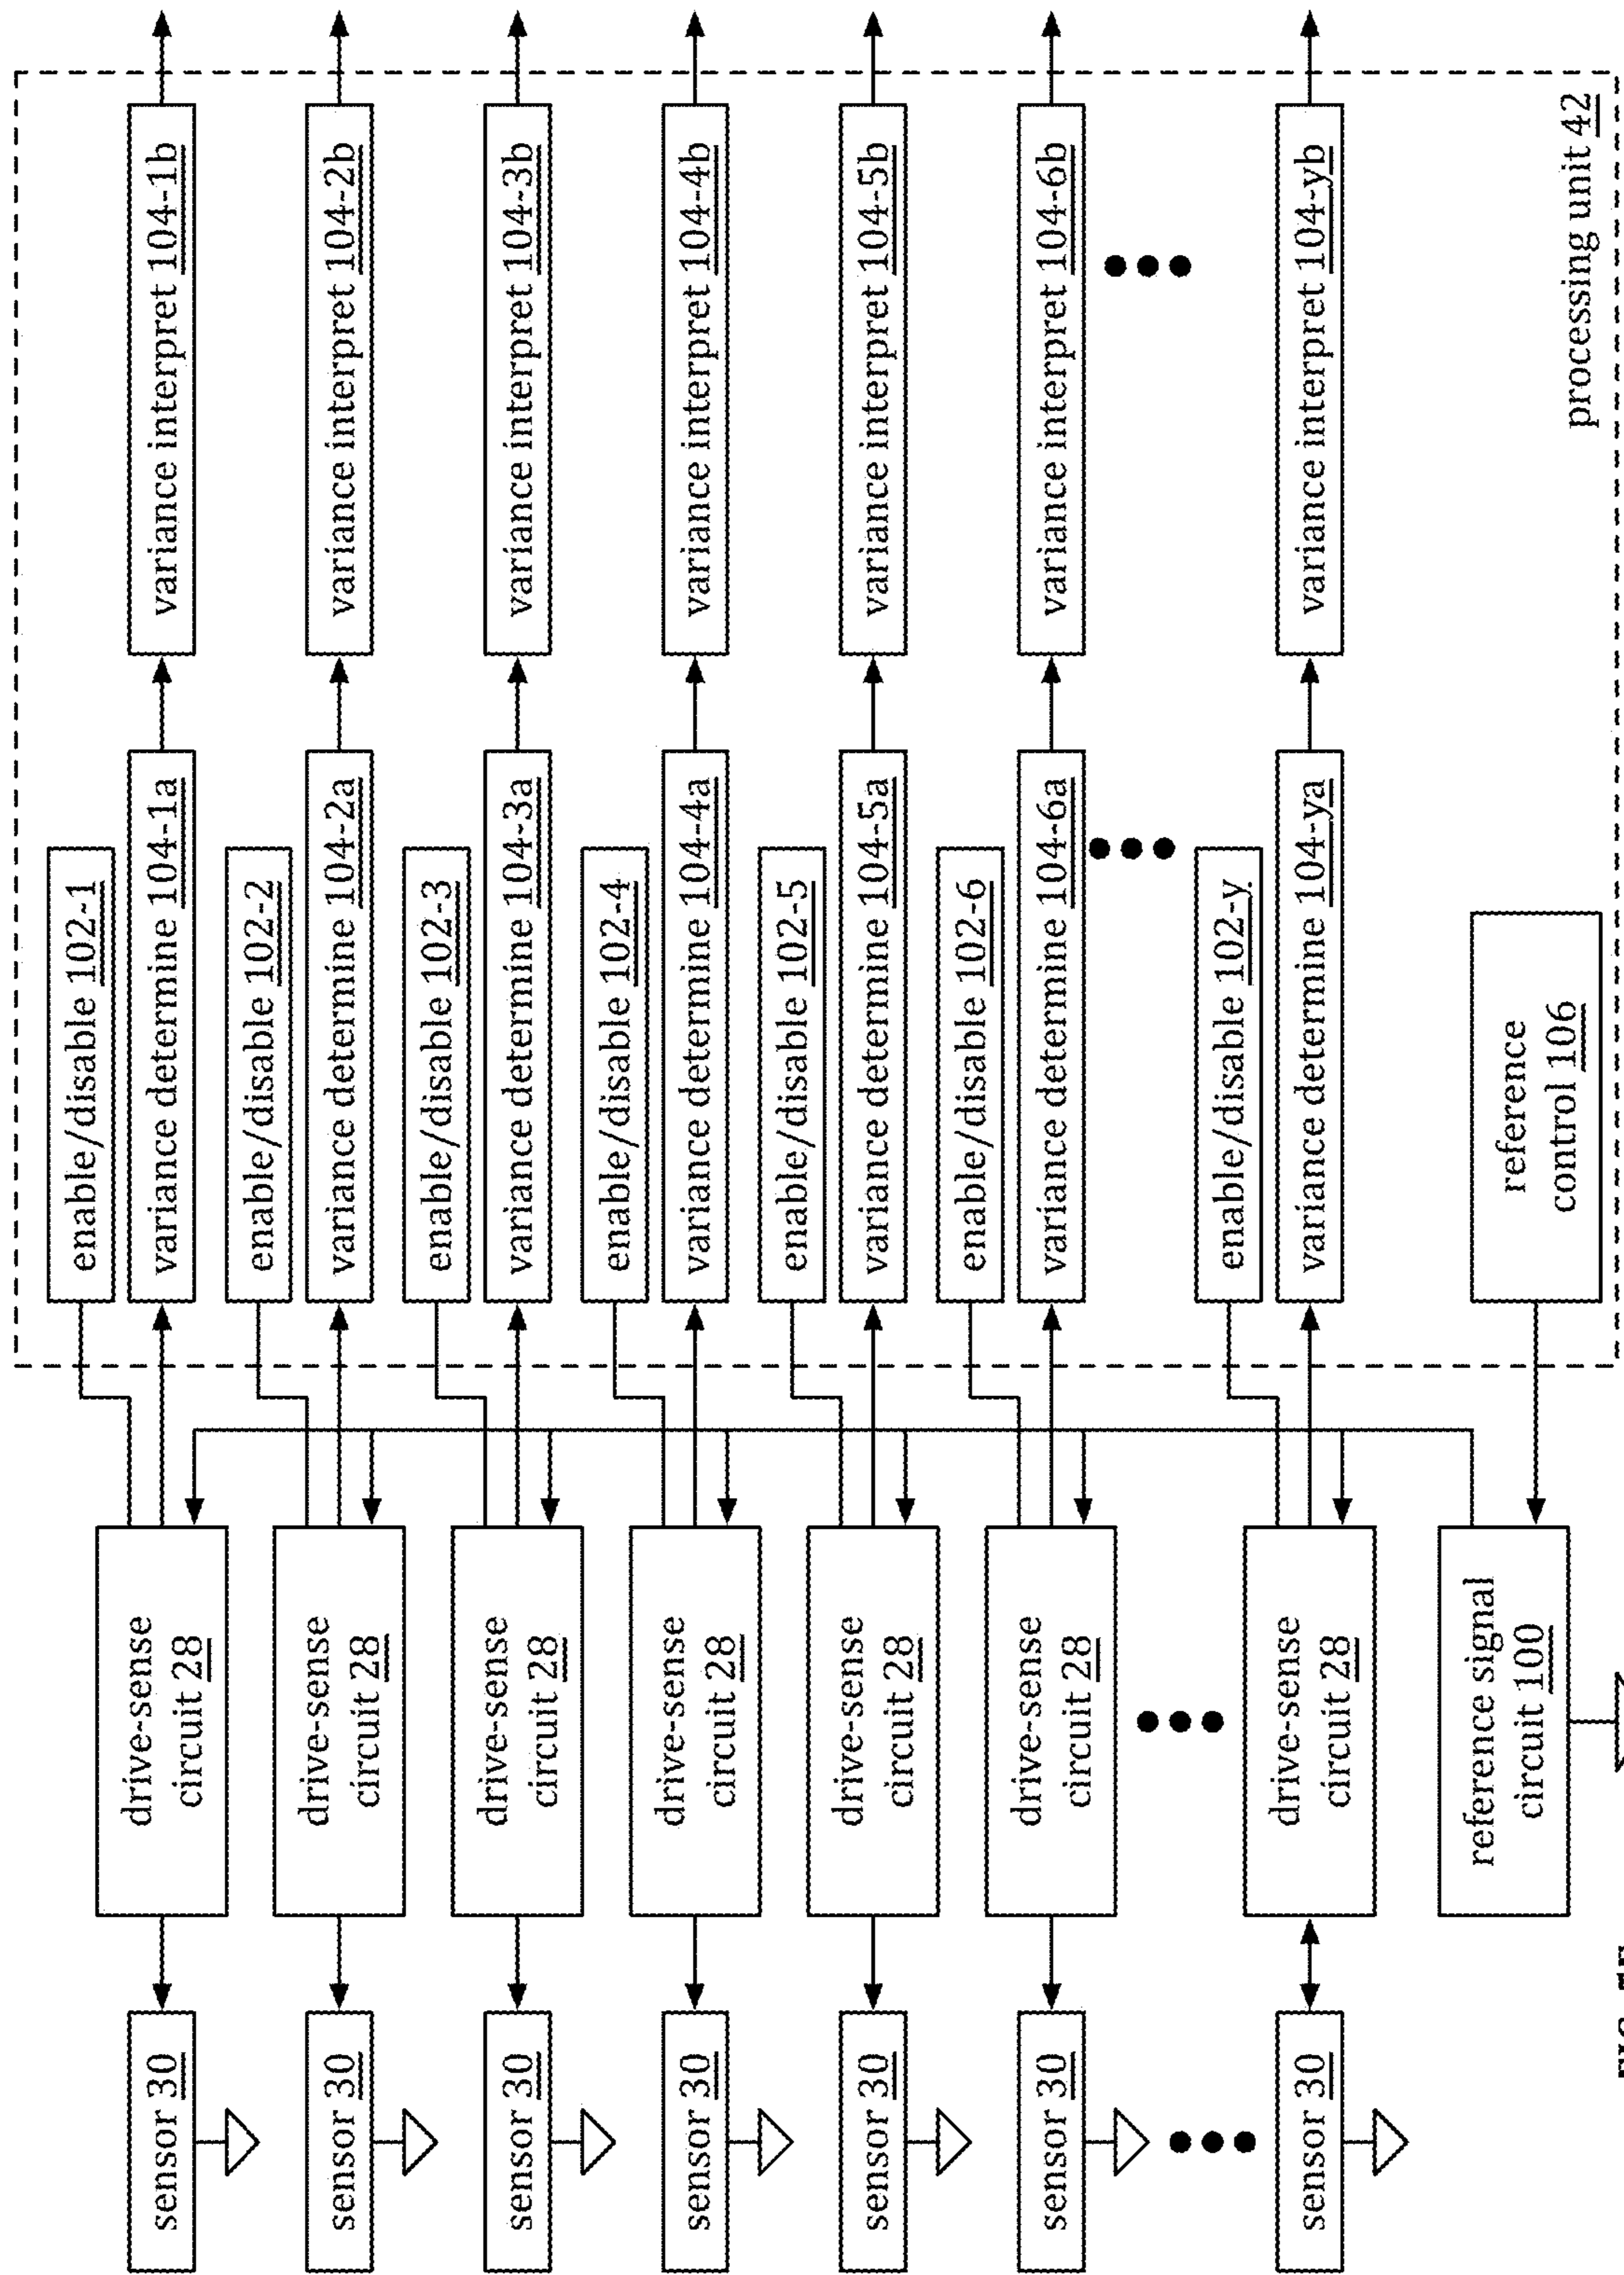 enable/disable 102-1
sensor 30
drive-sense
circuit 28
variance determine 104-1a
variance interpret 104-1b
enable/disable 102-2
sensor 30
drive-sense
circuit 28
variance determine 104-2a
variance interpret 104-2b
enable/disable 102-3
sensor 30
drive-sense
circuit 28
variance determine 104-3a
variance interpret 104-3b
enable/disable 102-4
sensor 30
drive-sense
circuit 28
variance determine 104-4a
variance interpret 104-4b
enable/disable 102-5
sensor 30
drive-sense
circuit 28
variance determine 104-5a
variance interpret 104-5b
enable/disable 102-6
sensor 30
drive-sense
circuit 28
variance determine 104-6a
variance interpret 104-6b
enable/disable 102-y
sensor 30
drive-sense
circuit 28
variance determine 104-ya
variance interpret 104-yb
reference signal
circuit 100
reference
control 106
processing unit 42